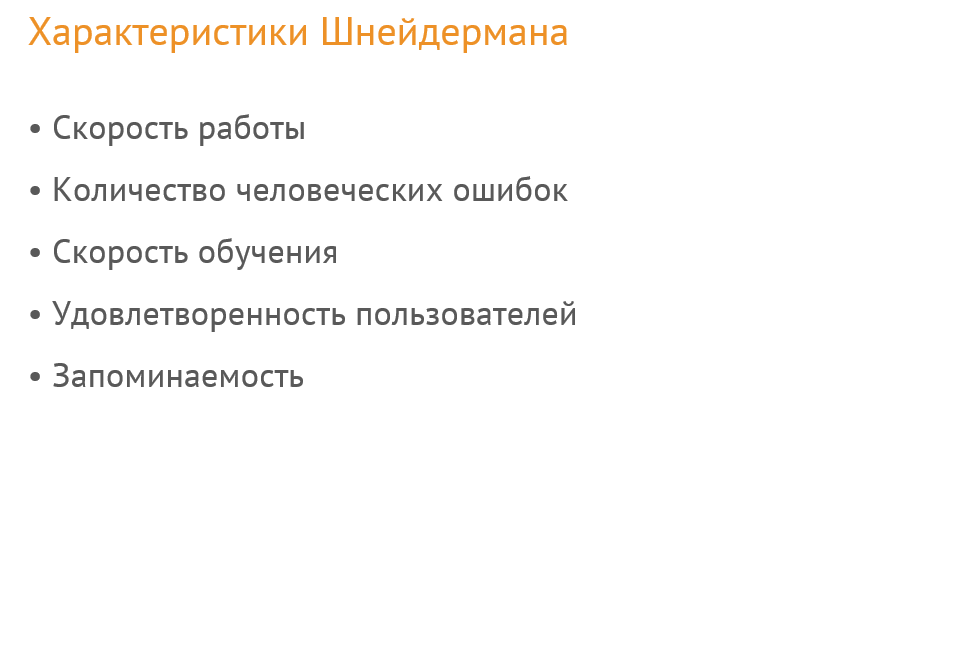 Характеристики Шнейдермана
• Скорость работы
• Количество человеческих ошибок
• Скорость обучения
• Удовлетворенность пользователей
• Запоминаемость